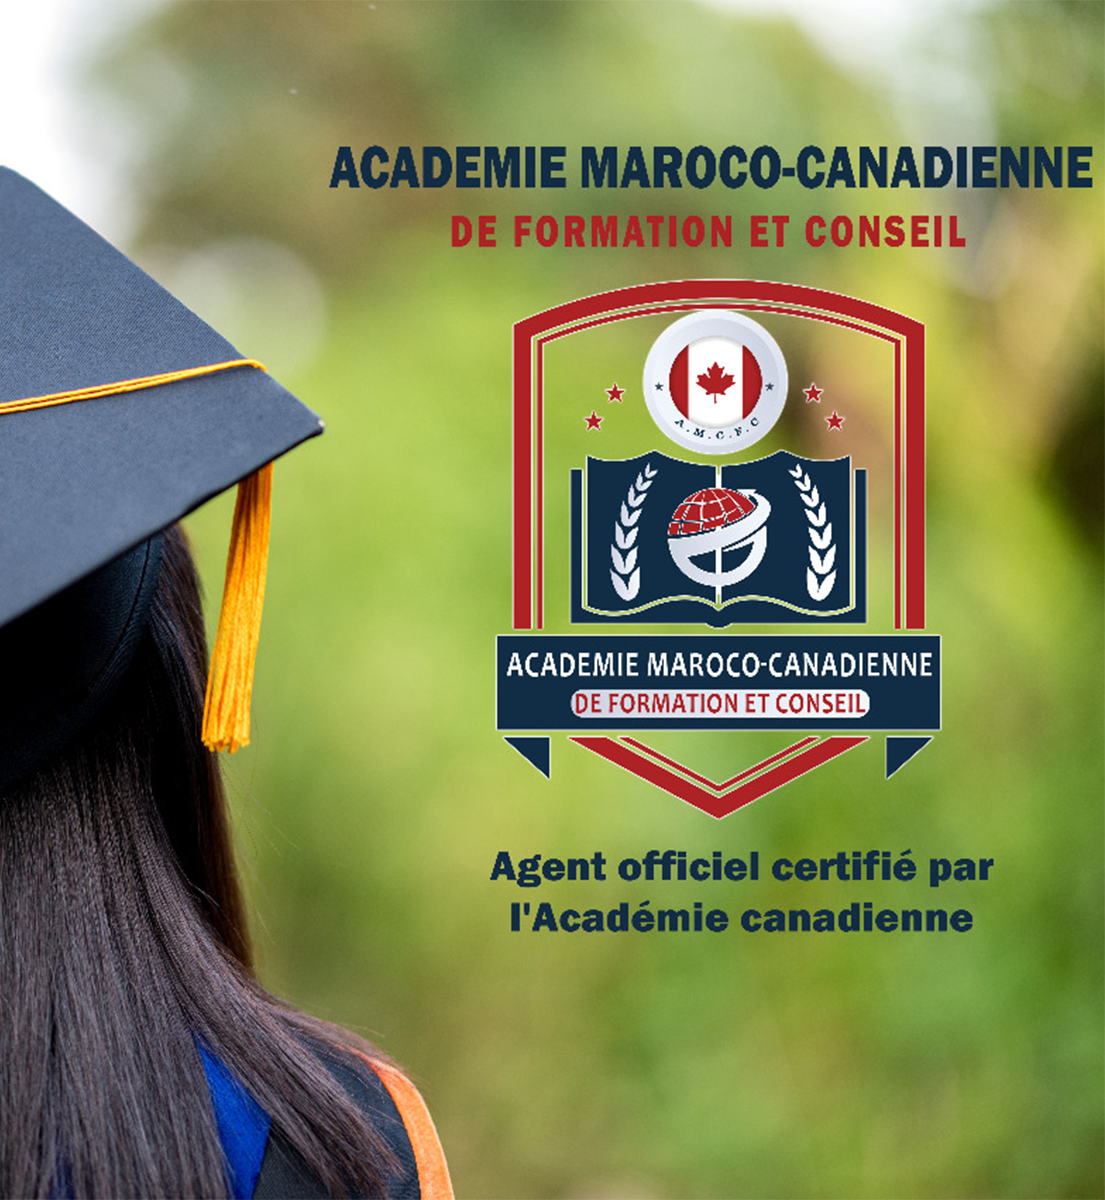 ACADEMIE MAROCO-CANADIENNE
DE FORMATION ET CONSEIL
A.M.C.F.C
ACADEMIE MAROCO-CANADIENNE
DE FORMATION ET CONSEIL
Agent officiel certifié par
l'Académie canadienne